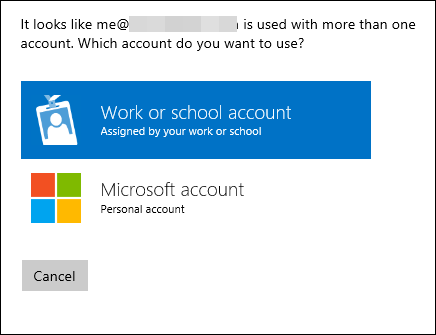 It looks like me@ is used with more than one
account. Which account do you want to use?
Work or school account
Assigned by your work or school
Microsoft account
Personal account
Cancel